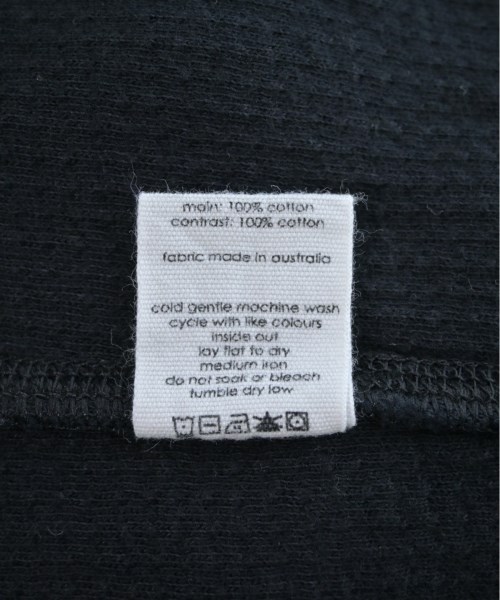 main: 100% cotton
contrast: 100% cotton
fabric made in australia
cold gentle machine wash
cycle with like colours
inside out
lay flat to dry
medium iron
do not soak or bleach
tumble dry low